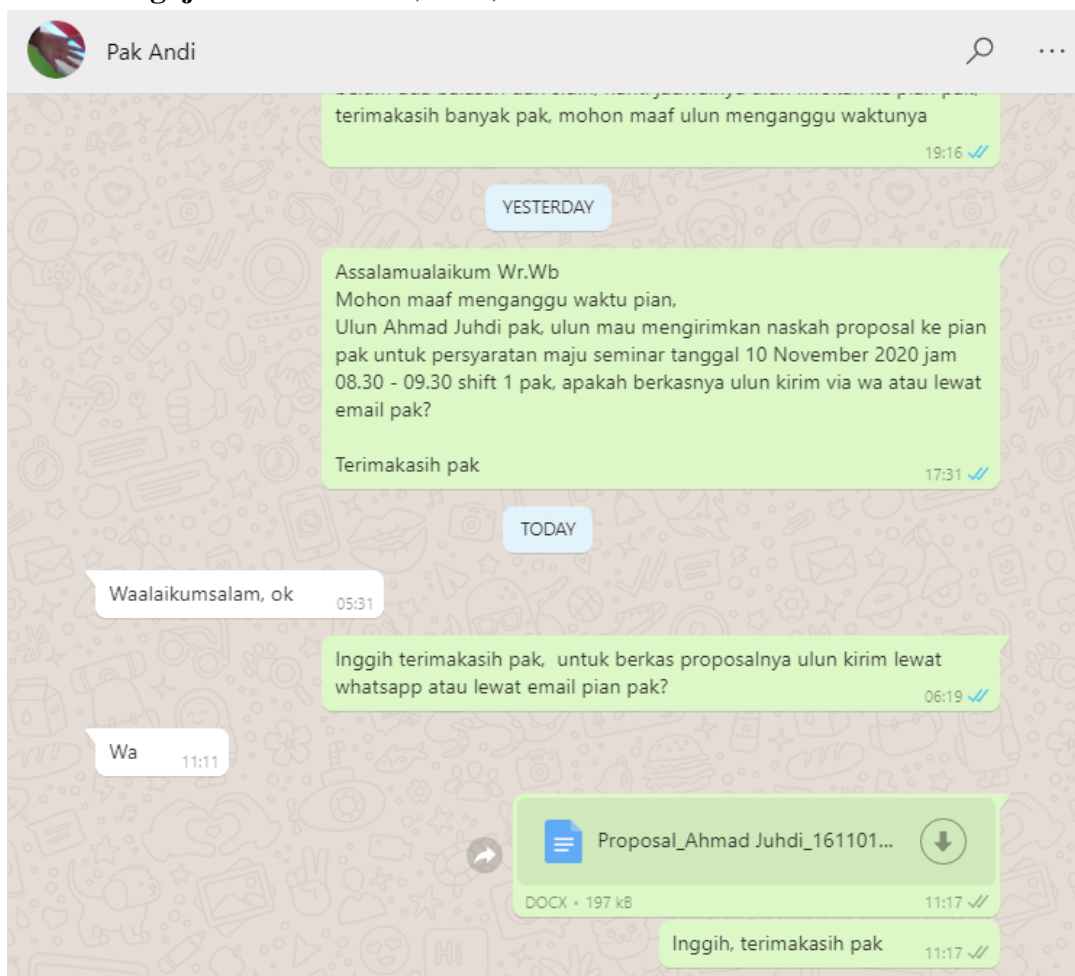 Pak Andi
terimakasih banyak pak, mohon maaf ulun menganggu waktunya
19:16
YESTERDAY
Assalamualaikum Wr.Wb
Mohon maaf menganggu waktu pian,
Ulun Ahmad Juhdi pak, ulun mau mengirimkan naskah proposal ke pian
pak untuk persyaratan maju seminar tanggal 10 November 2020 jam
08.30 - 09.30 shift 1 pak, apakah berkasnya ulun kirim via wa atau lewat
email pak?
Terimakasih pak
17:31
TODAY
Waalaikumsalam, ok
05:31
Inggih terimakasih pak, untuk berkas proposalnya ulun kirim lewat
whatsapp atau lewat email pian pak?
06:19
Wa
11:11
Proposal_Ahmad Juhdi_161101...
DOCX • 197 kB
11:17
Inggih, terimakasih pak
11:17